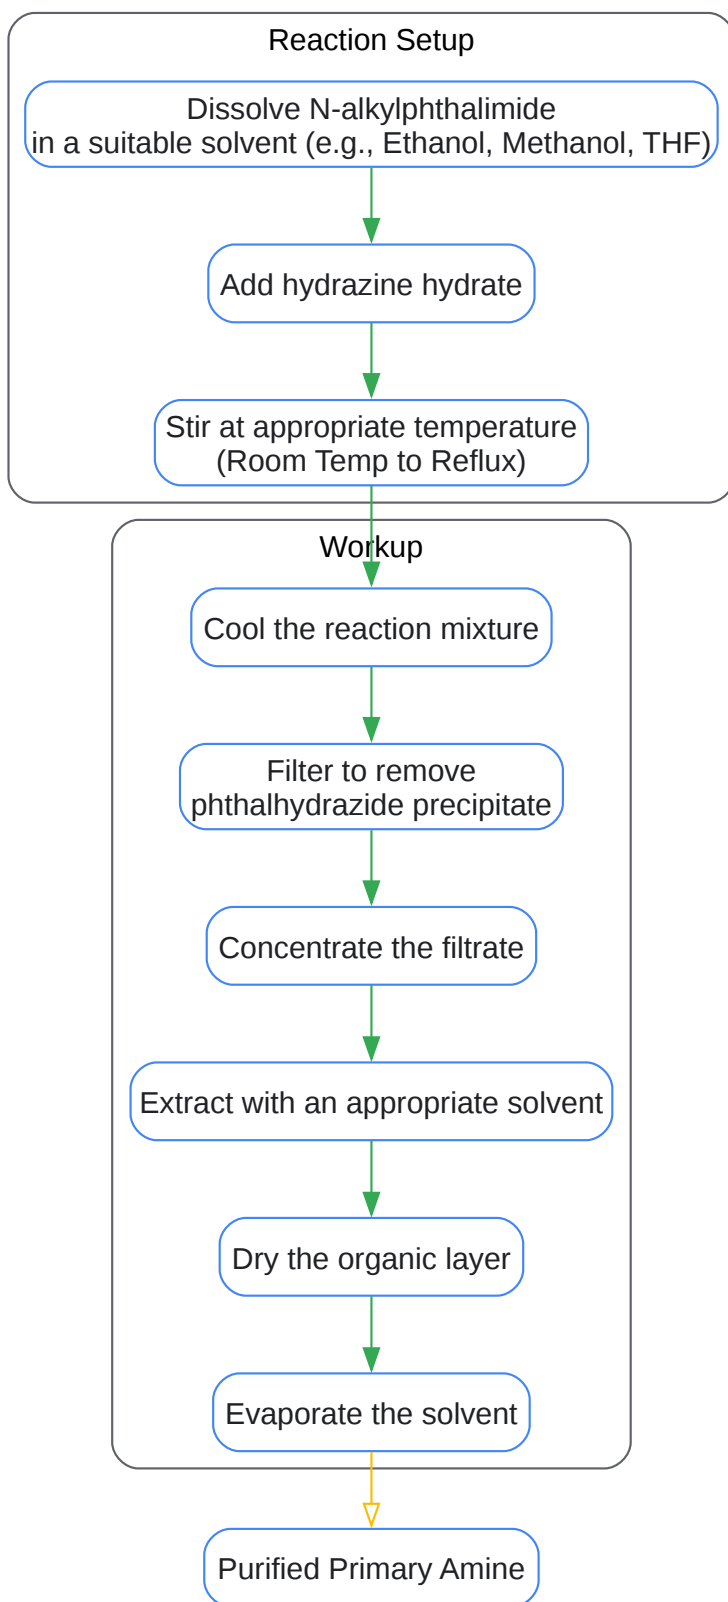 Reaction Setup
Dissolve N-alkylphthalimide
in a suitable solvent (e.g., Ethanol, Methanol, THF)
Add hydrazine hydrate
Stir at appropriate temperature
(Room Temp to Reflux)
Workup
Cool the reaction mixture
Filter to remove
phthalhydrazide precipitate
Concentrate the filtrate
Extract with an appropriate solvent
Dry the organic layer
Evaporate the solvent
Purified Primary Amine